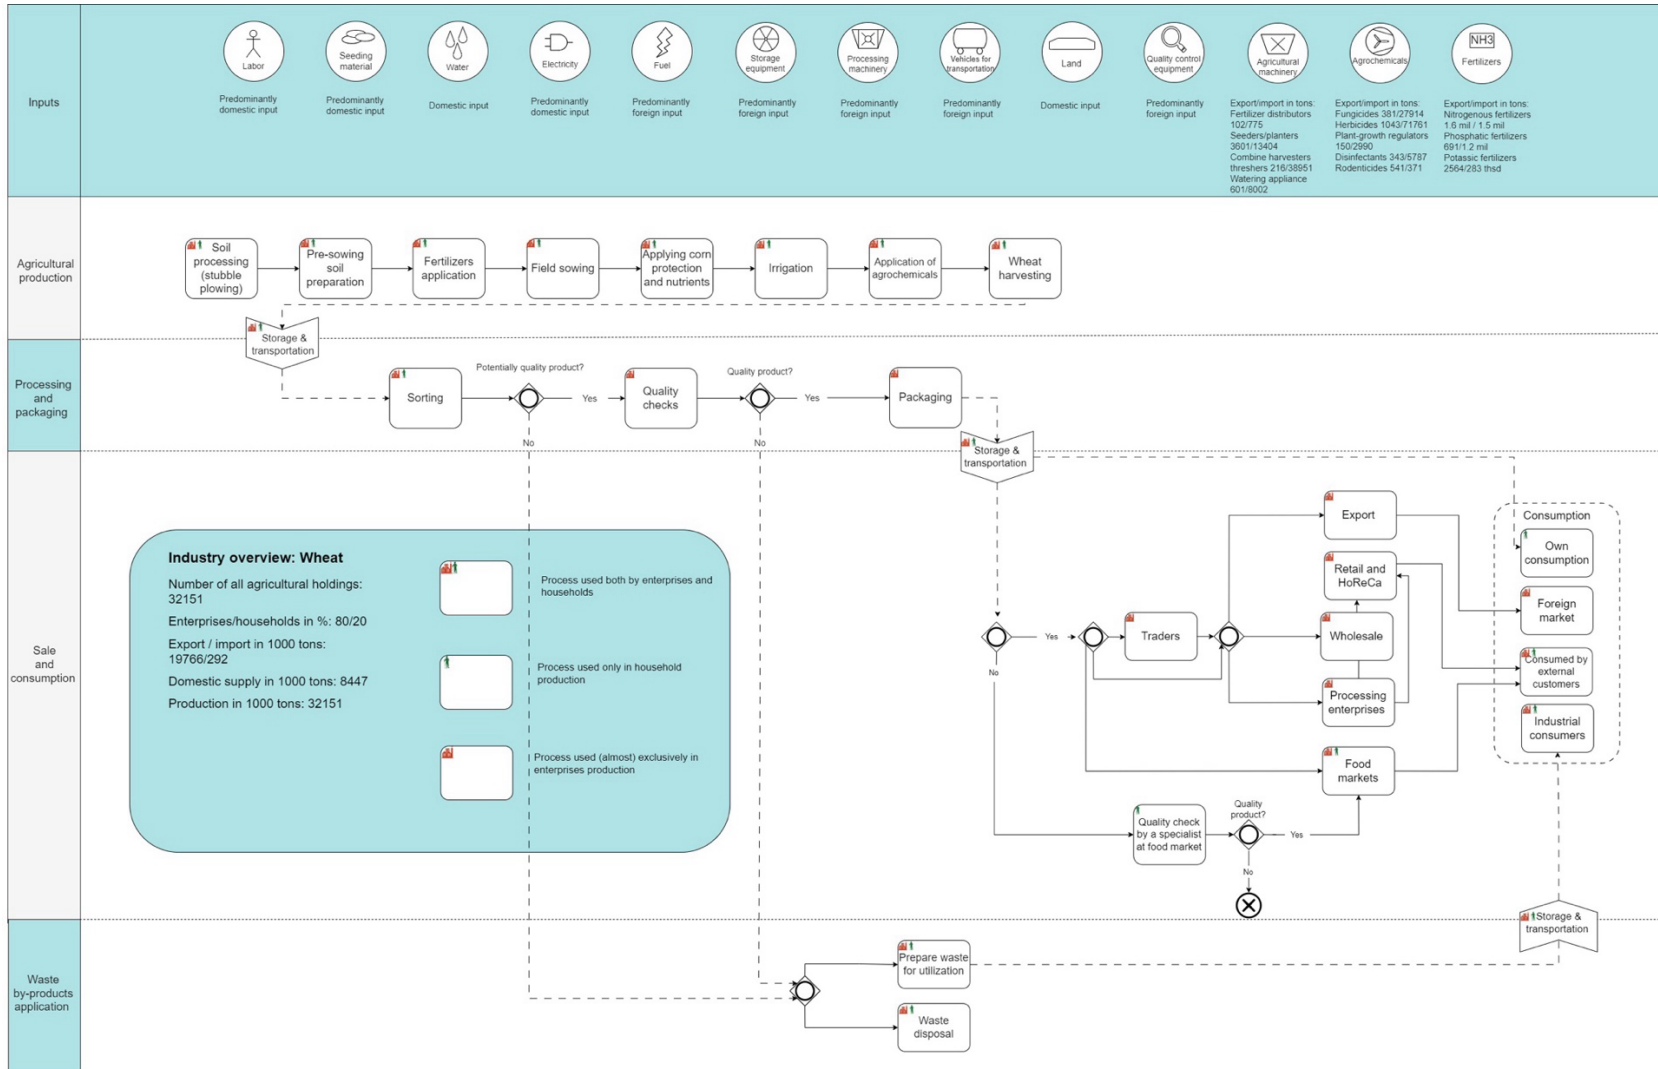 Inputs
Labor
Predominantly
domestic input
Seeding
material
Predominantly
domestic input
Water
Domestic input
Electricity
Predominantly
domestic input
Fuel
Predominantly
foreign input
Storage
equipment
Predominantly
foreign input
Processing
machinery
Predominantly
foreign input
Vehicles for
transportation
Predominantly
foreign input
Land
Domestic input
Quality control
equipment
Predominantly
foreign input
Agricultural
machinery
Export/import in tons:
Fertilizer distributors
102/775
Seeders/planters
3601/13404
Combine harvesters
threshers 216/38951
Watering appliance
601/8002
Agrochemicals
Export/import in tons:
Fungicides 381/27914
Herbicides 1043/71761
Plant-growth regulators
150/2990
Disinfectants 343/5787
Rodenticides 541/371
NH3
Fertilizers
Export/import in tons:
Nitrogenous fertilizers
1.6 mil / 1.5 mil
Phosphatic fertilizers
691/1.2 mil
Potassic fertilizers
2564/283 thsd
Agricultural
production
Soil
processing
(stubble
plowing)
Pre-sowing
soil
preparation
Fertilizers
application
Field sowing
Applying corn
protection
and nutrients
Irrigation
Application of
agrochemicals
Wheat
harvesting
Storage &
transportation
Processing
and
packaging
Sorting
Potentially quality product?
Yes
No
Quality
checks
Quality product?
Yes
No
Packaging
Storage &
transportation
Sale
and
consumption
Industry overview: Wheat
Number of all agricultural holdings:
32151
Enterprises/households in %: 80/20
Export / import in 1000 tons:
19766/292
Domestic supply in 1000 tons: 8447
Production in 1000 tons: 32151
Process used both by enterprises and
households
Process used only in household
production
Process used (almost) exclusively in
enterprises production
Yes
No
Traders
Export
Retail and
HoReCa
Wholesale
Processing
enterprises
Food
markets
Quality check
by a specialist
at food market
Quality
product?
Yes
No
Consumption
Own
consumption
Foreign
market
Consumed by
external
customers
Industrial
consumers
Storage &
transportation
Waste
by-products
application
Prepare waste
for utilization
Waste
disposal